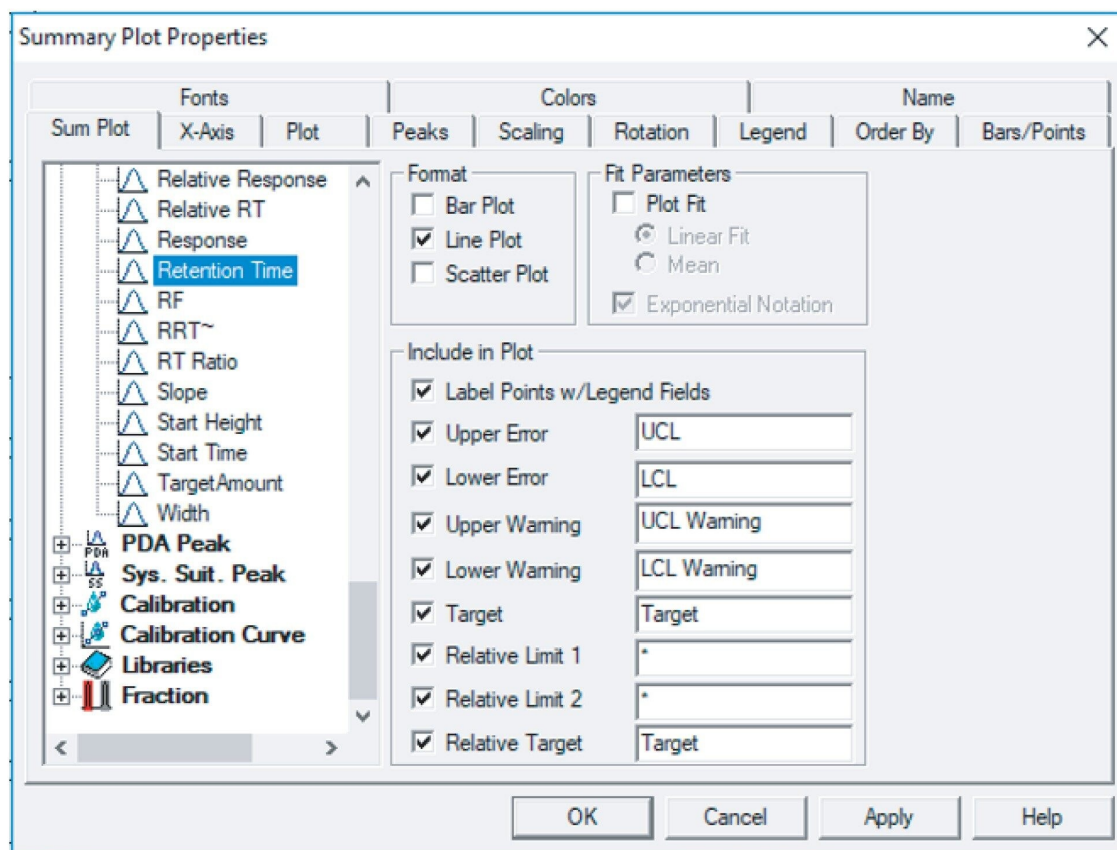 Summary Plot Properties
Fonts Colors Name
Sum Plot X-Axis Plot Peaks Scaling Rotation Legend Order By Bars/Points
Relative Response
Relative RT
Response
Retention Time
RF
RRT~
RT Ratio
Slope
Start Height
Start Time
TargetAmount
Width
PDA Peak
Sys. Suit. Peak
Calibration
Calibration Curve
Libraries
Fraction
Format
Bar Plot
Line Plot
Scatter Plot
Fit Parameters
Plot Fit
Linear Fit
Mean
Exponential Notation
Include in Plot
Label Points w/Legend Fields
Upper Error UCL
Lower Error LCL
Upper Warning UCL Warning
Lower Warning LCL Warning
Target Target
Relative Limit 1 *
Relative Limit 2 *
Relative Target Target
OK Cancel Apply Help